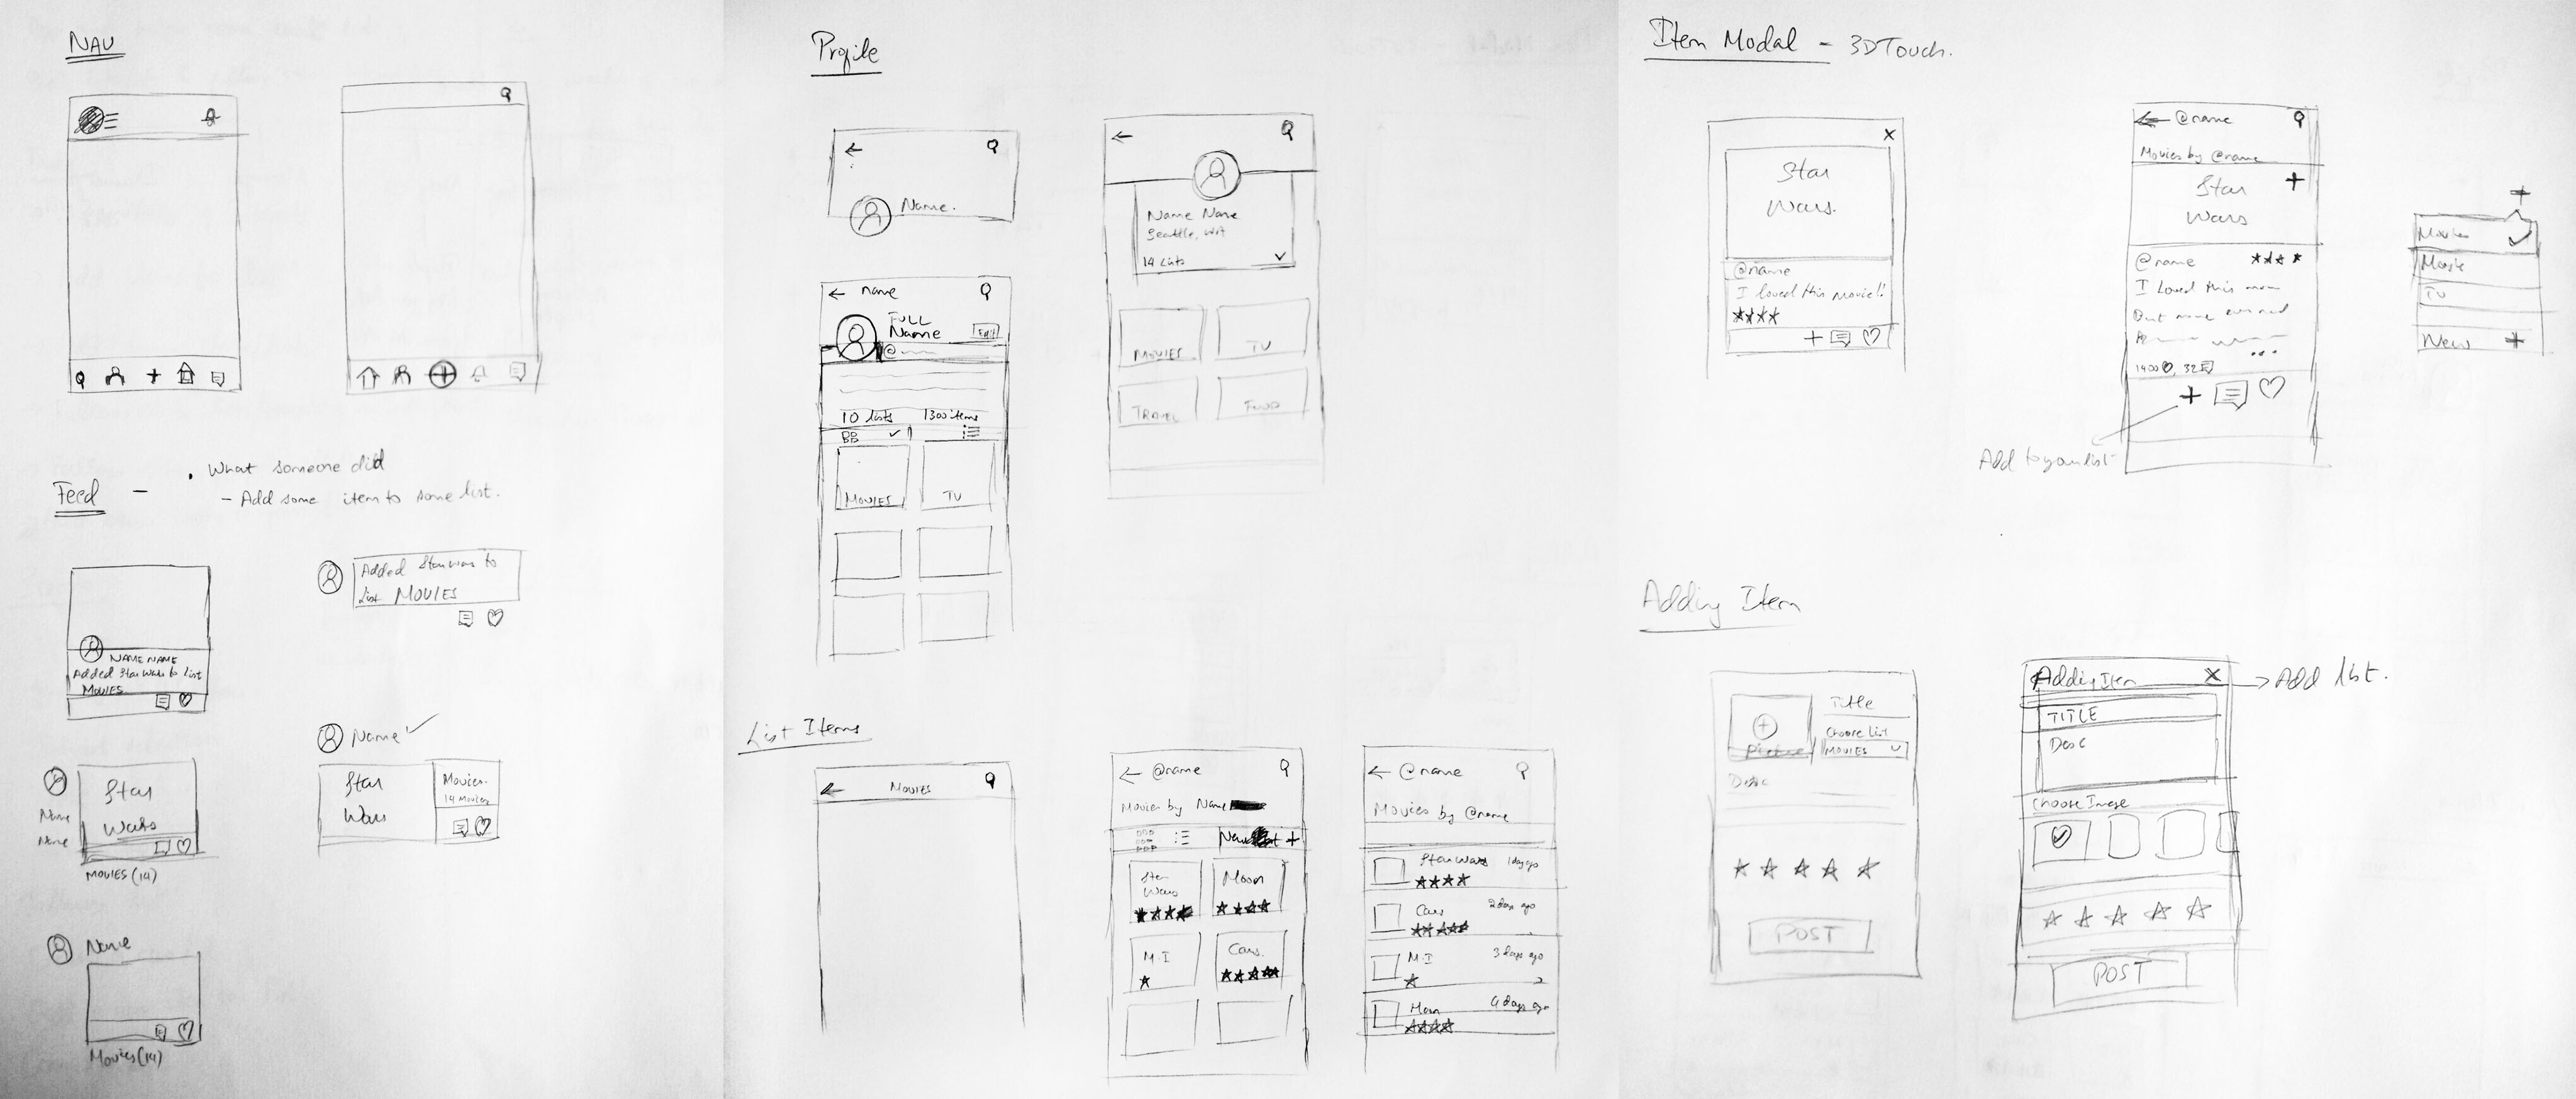 NAV
Feed -
. What someone did
- Add some item to some list.
NAME NAME
Added Star Wars to list
MOVIES
Added Star wars to
list MOVIES
Name
Name
Star
Wars
MOVIES (14)
Name
Star
Wars
Movies.
14 Movies
Name
Movies (14)
Profile
Name.
name
FULL
Name
Edit
@
10 lists
1300 items
MOVIES
TV
Name Name
Seattle, WA
14 Lists
MOVIES
TV
TRAVEL
FOOD
List Items
MOVIES
@name
Movies by Name
New +
Star
Wars
Moon
M.I
Cars.
@name
Movies by @name
Star Wars
1 day ago
Cars
2 days ago
M.I
3 days ago
Moon
4 days ago
Item Modal - 3D Touch.
X
Star
Wars.
@name
I loved this movie!!
@name
Movies by @name
Star
Wars
+
@name
I Loved this
1400, 32
Add to your list
+
Movies
Music
TV
New +
Adding Item
Picture
Title
Choose List
MOVIES
Desc
POST
Adding Item
X
Add list.
TITLE
Desc
Choose Image
POST